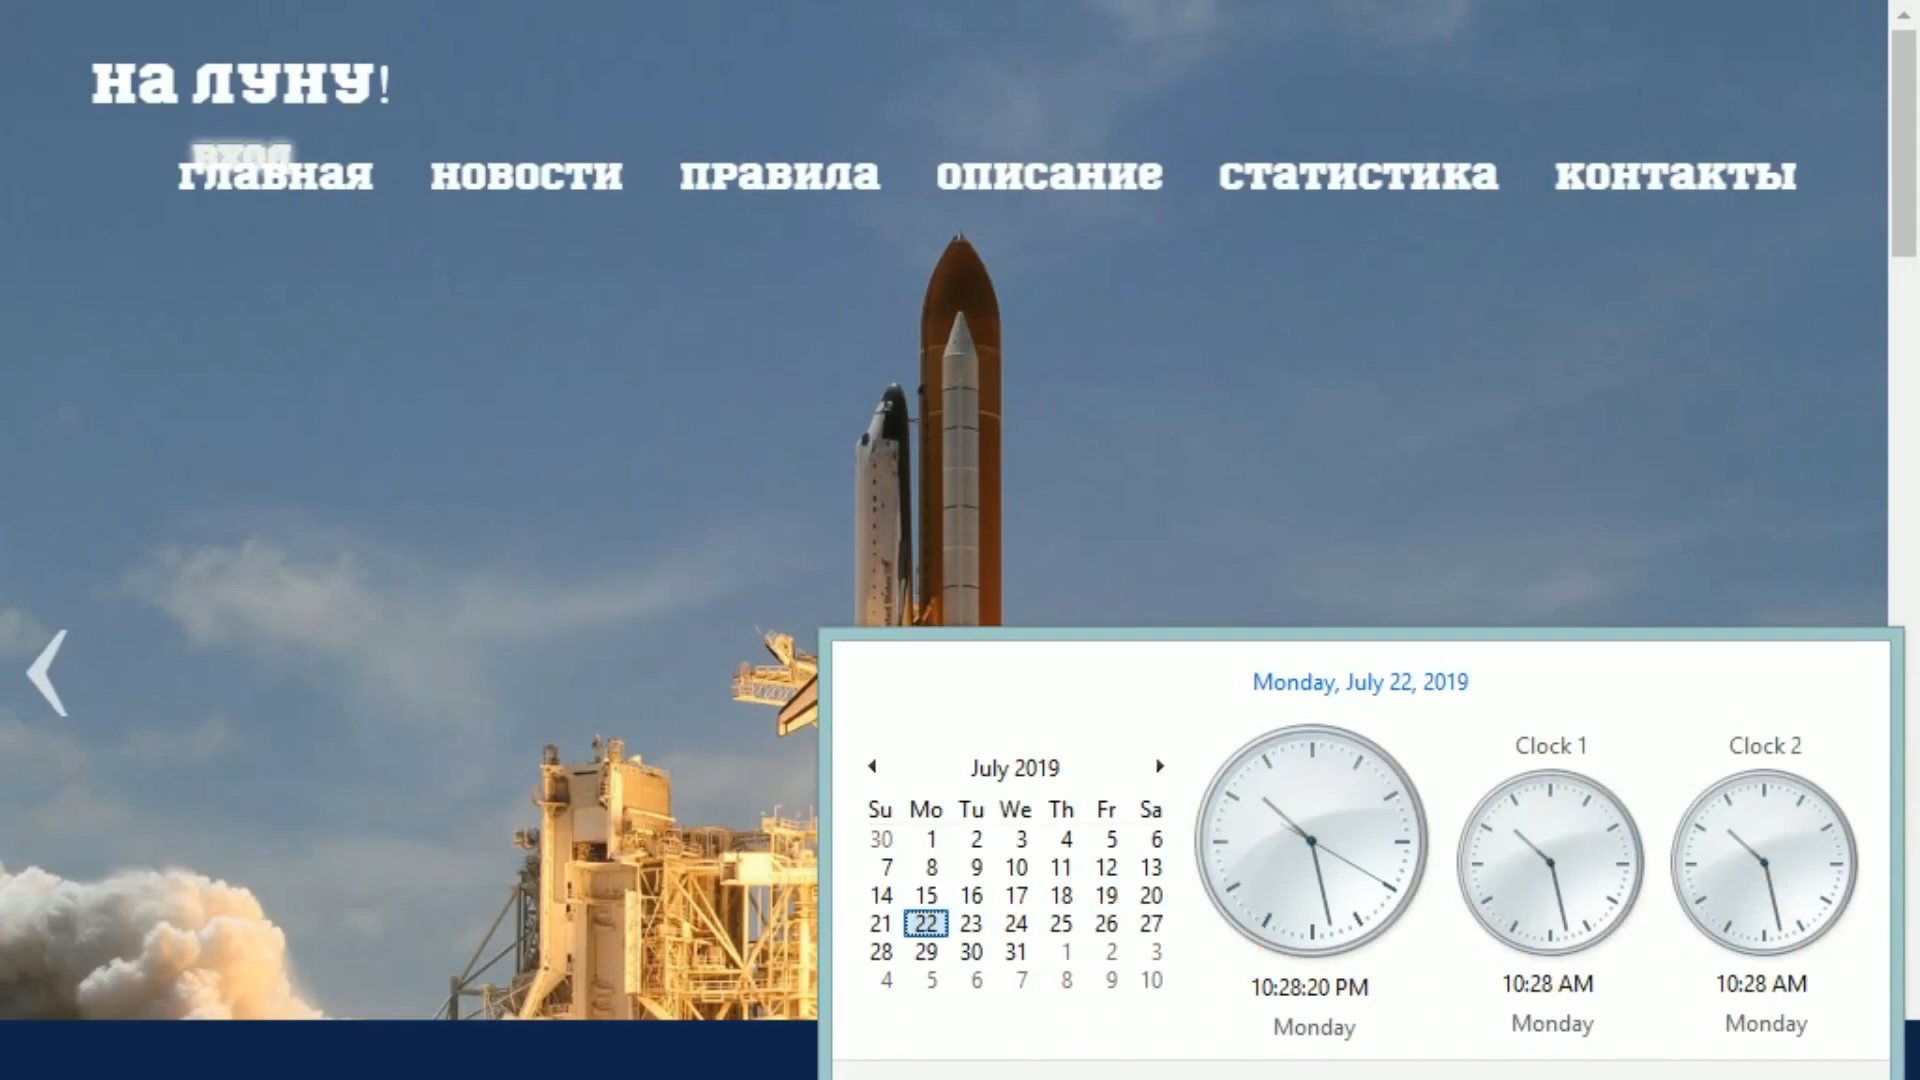 на луну!
вход
главная новости правила описание статистика контакты
Monday, July 22, 2019
July 2019
Su Mo Tu We Th Fr Sa
30 1 2 3 4 5 6
7 8 9 10 11 12 13
14 15 16 17 18 19 20
21 22 23 24 25 26 27
28 29 30 31 1 2 3
4 5 6 7 8 9 10
10:28:20 PM
Monday
Clock 1
10:28 AM
Monday
Clock 2
10:28 AM
Monday